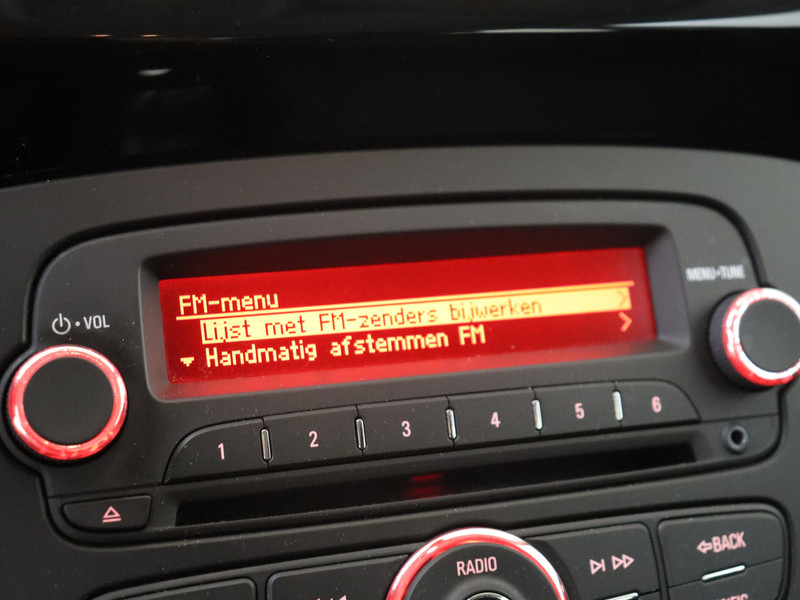 MENU•TUNE
•VOL
FM-menu
Lijst met FM-zenders bijwerken
Handmatig afstemmen FM
1 2 3 4 5 6
RADIO
BACK